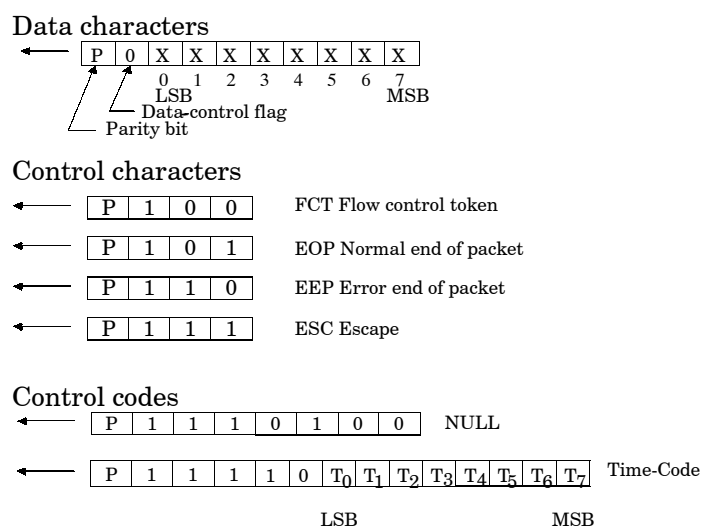 Data characters
P 0 X X X X X X X X
0 1 2 3 4 5 6 7
LSB MSB
Data-control flag
Parity bit
Control characters
P 1 0 0 FCT Flow control token
P 1 0 1 EOP Normal end of packet
P 1 1 0 EEP Error end of packet
P 1 1 1 ESC Escape
Control codes
P 1 1 1 0 1 0 0 NULL
P 1 1 1 1 0 T0 T1 T2 T3 T4 T5 T6 T7 Time-Code
LSB MSB